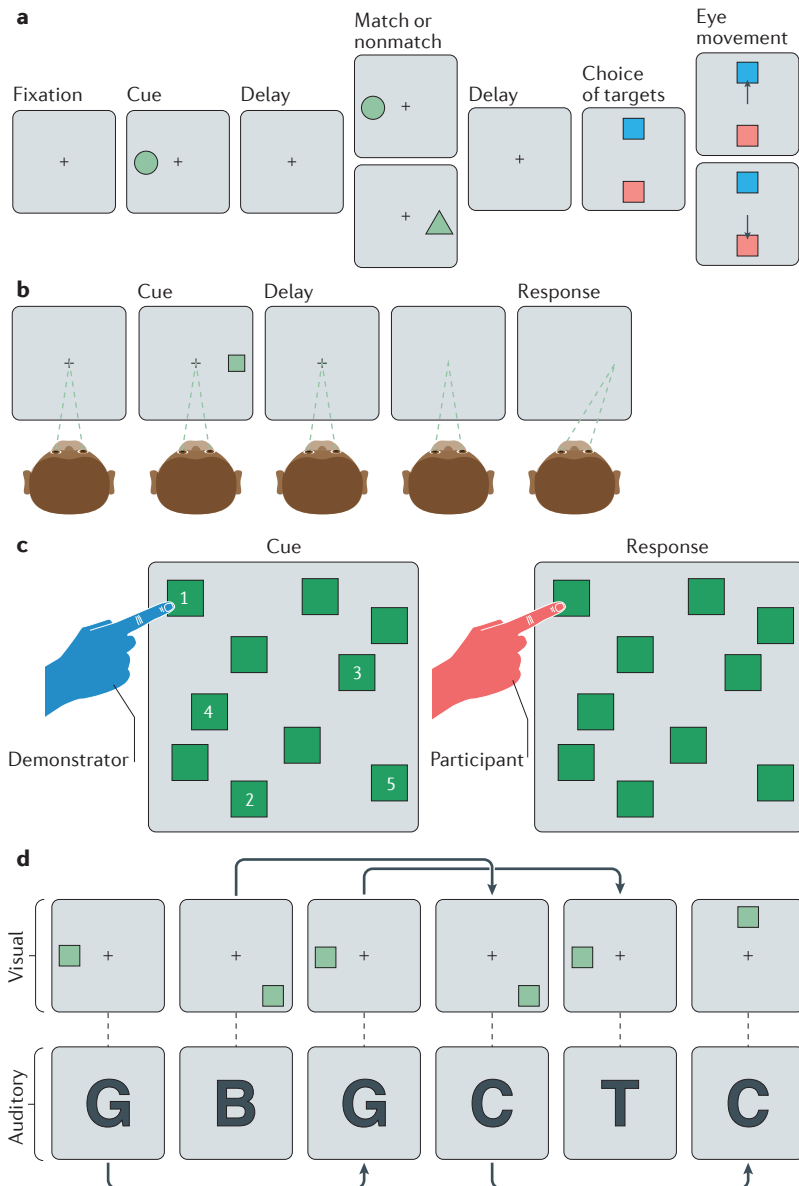 a
Match or
nonmatch
Eye
movement
Fixation
Cue
Delay
Delay
Choice
of targets
b
Cue
Delay
Response
c
Cue
Response
1
3
4
2
5
Demonstrator
Participant
d
Visual
Auditory
G B G C T C